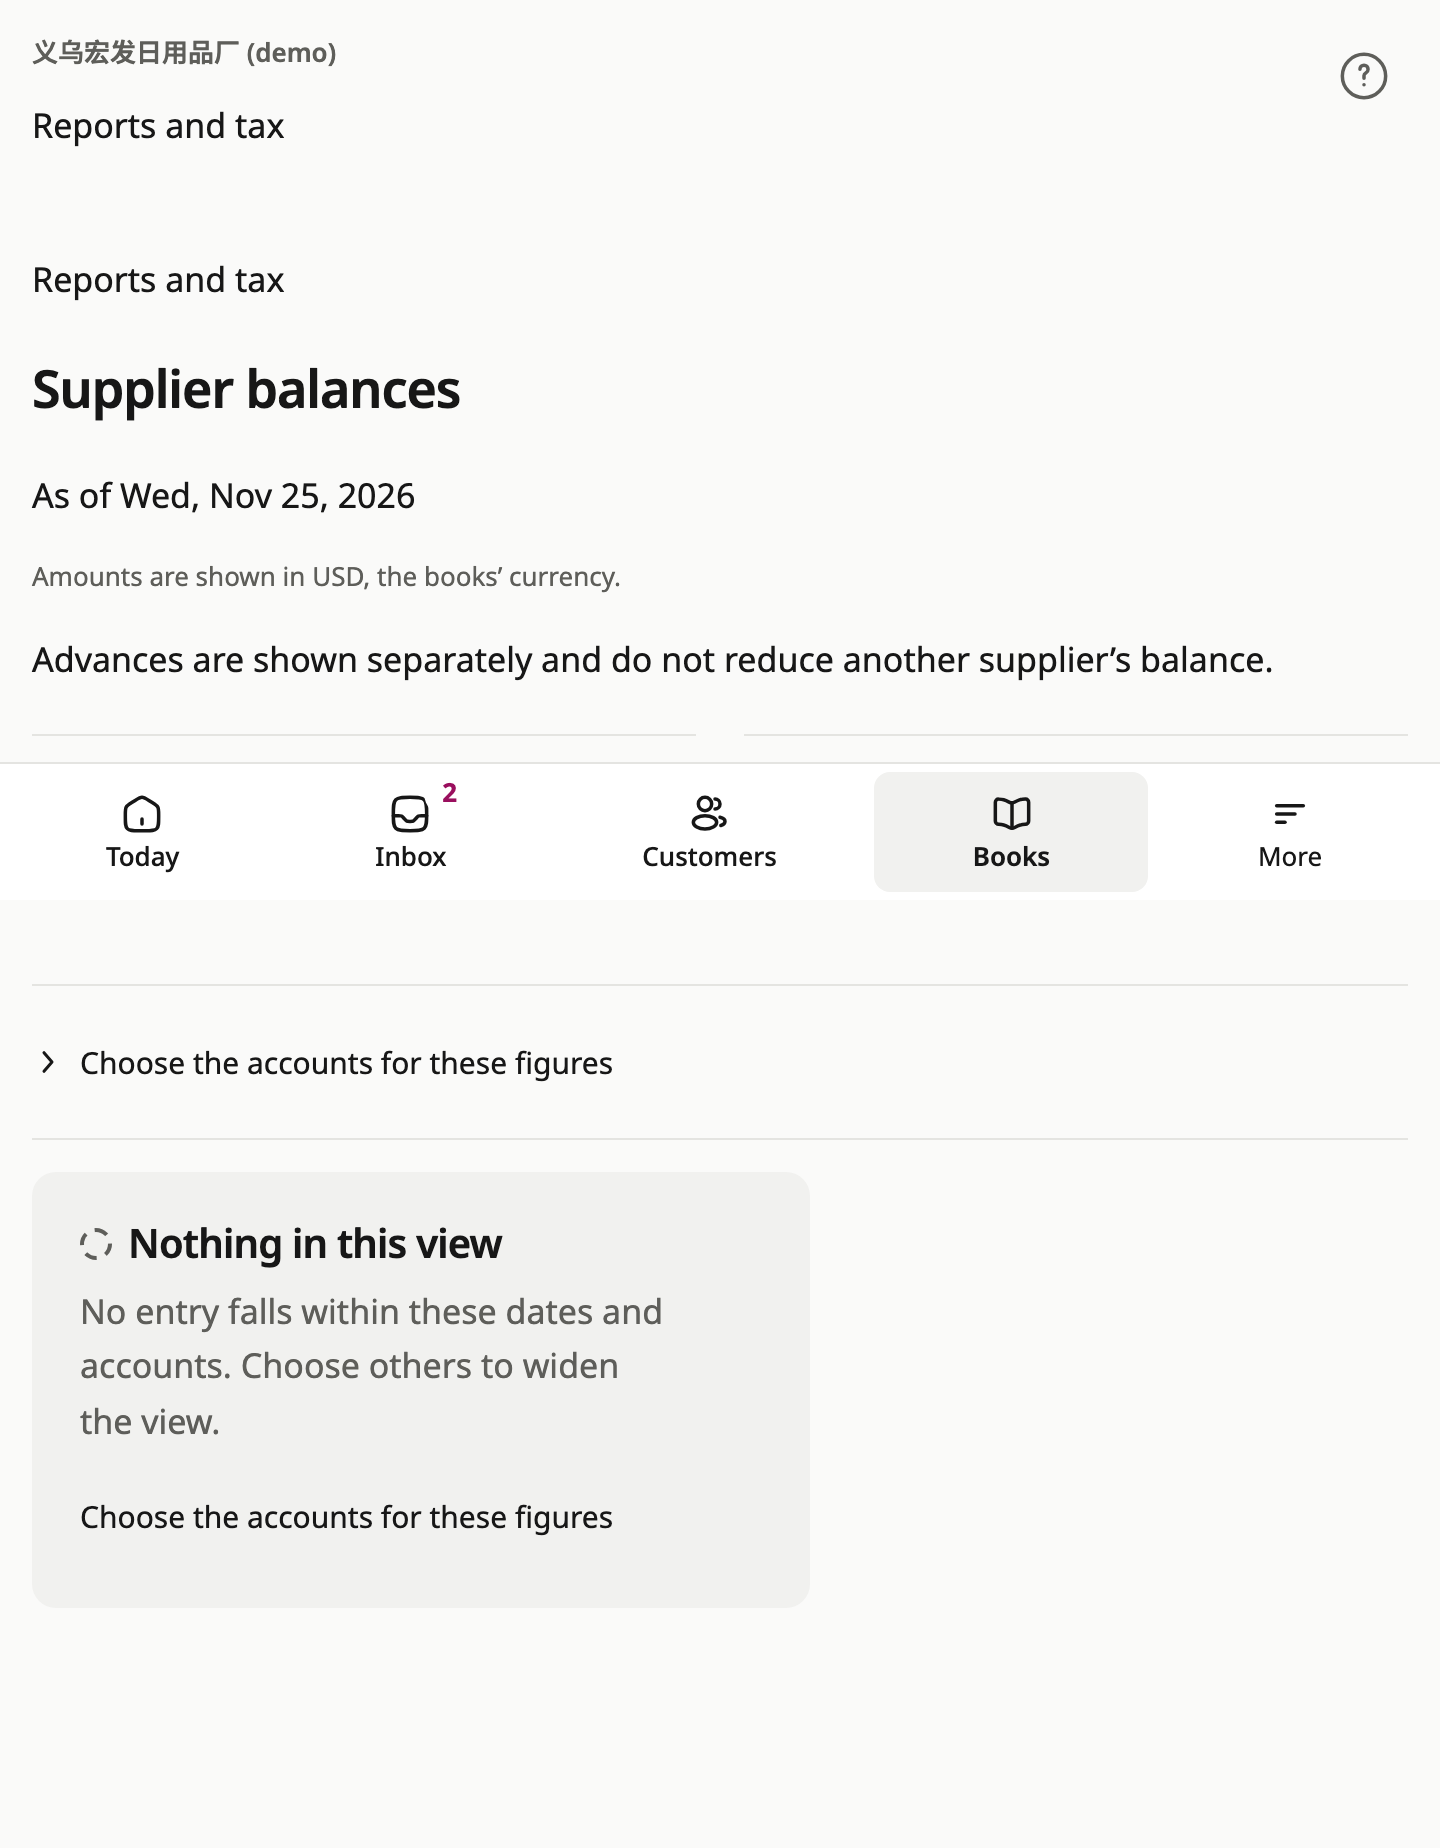 义乌宏发日用品厂 (demo)
Reports and tax
Reports and tax
Supplier balances
As of Wed, Nov 25, 2026
Amounts are shown in USD, the books’ currency.
Advances are shown separately and do not reduce another supplier’s balance.
2
Today
Inbox
Customers
Books
More
Choose the accounts for these figures
Nothing in this view
No entry falls within these dates and
accounts. Choose others to widen
the view.
Choose the accounts for these figures